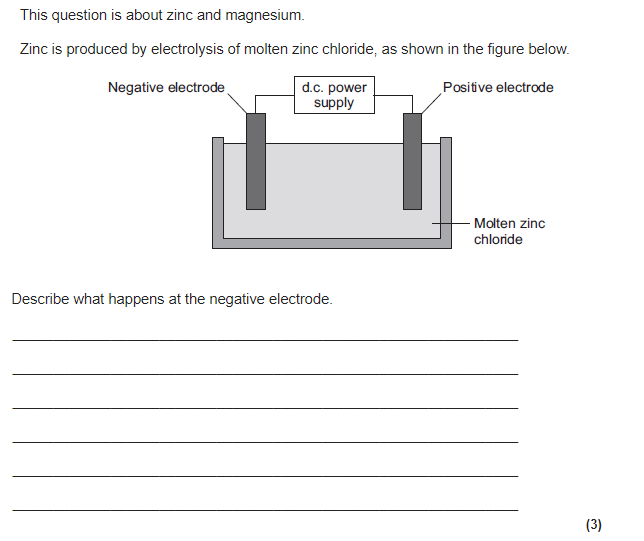 This question is about zinc and magnesium.
Zinc is produced by electrolysis of molten zinc chloride, as shown in the figure below.
Negative electrode
d.c. power
supply
Positive electrode
Molten zinc
chloride
Describe what happens at the negative electrode.
(3)